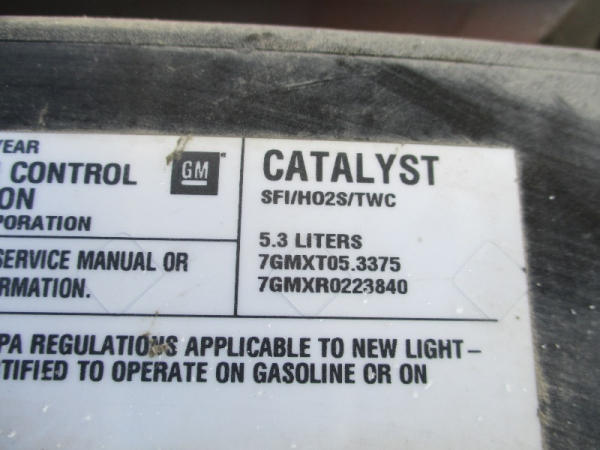 YEAR
CONTROL
ON
PORATION
GM
SERVICE MANUAL OR
RMATION.
CATALYST
SFI/HO2S/TWC
5.3 LITERS
7GMXT05.3375
7GMXR0223840
PA REGULATIONS APPLICABLE TO NEW LIGHT-
TIFIED TO OPERATE ON GASOLINE OR ON